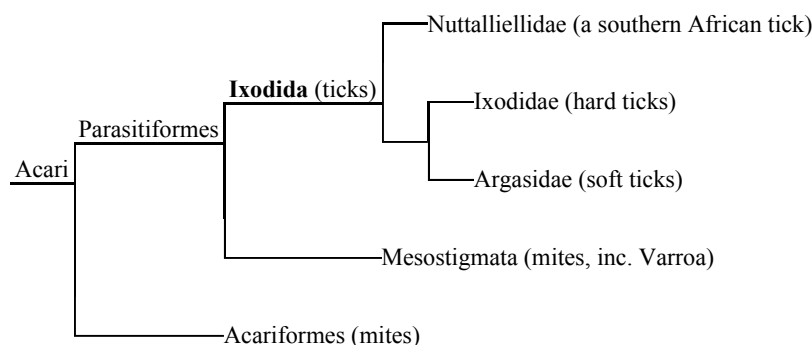 Nuttalliellidae (a southern African tick)
Ixodida (ticks)
Ixodidae (hard ticks)
Parasitiformes
Acari
Argasidae (soft ticks)
Mesostigmata (mites, inc. Varroa)
Acariformes (mites)